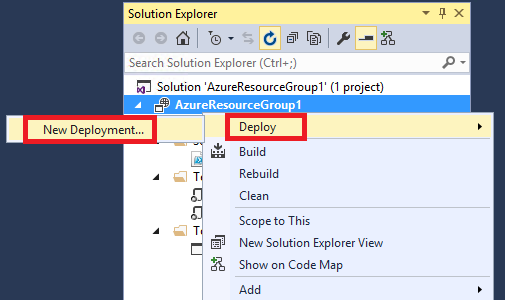 Solution Explorer
Search Solution Explorer (Ctrl+;)
Solution 'AzureResourceGroup1' (1 project)
AzureResourceGroup1
New Deployment...
Deploy
Build
Rebuild
Clean
Scope to This
New Solution Explorer View
Show on Code Map
Add